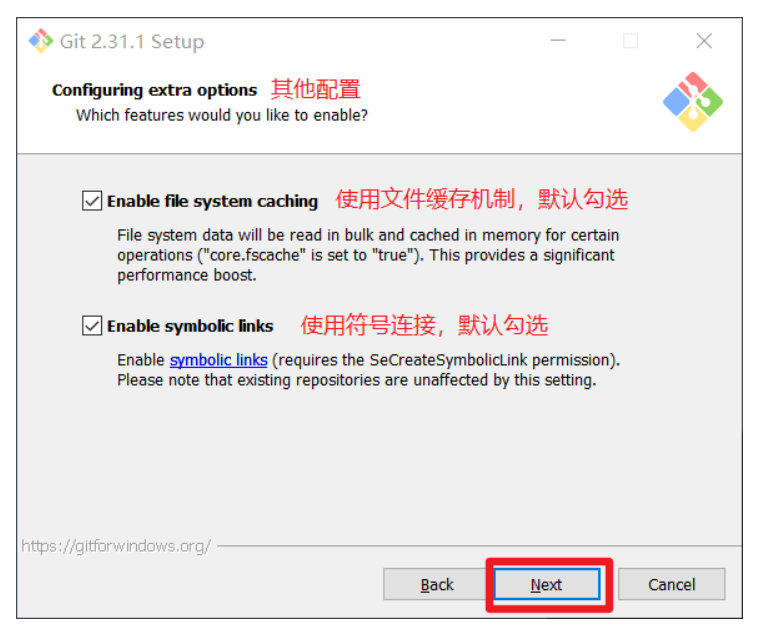 Git 2.31.1 Setup
Configuring extra options 其他配置
Which features would you like to enable?
Enable file system caching 使用文件缓存机制，默认勾选
File system data will be read in bulk and cached in memory for certain
operations ("core.fscache" is set to "true"). This provides a significant
performance boost.
Enable symbolic links 使用符号连接，默认勾选
Enable symbolic links (requires the SeCreateSymbolicLink permission).
Please note that existing repositories are unaffected by this setting.
https://gitforwindows.org/
Back Next Cancel